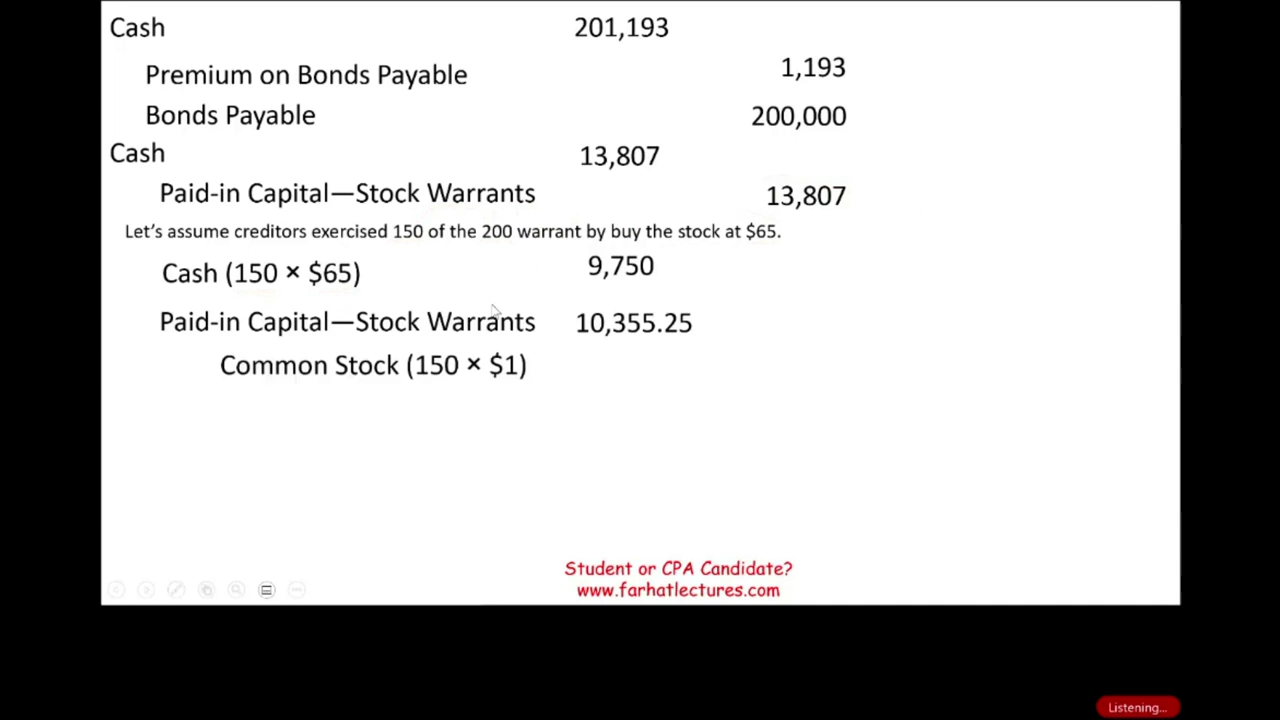 Cash 201,193
Premium on Bonds Payable 1,193
Bonds Payable 200,000
Cash 13,807
Paid-in Capital—Stock Warrants 13,807
Let's assume creditors exercised 150 of the 200 warrant by buy the stock at $65.
Cash (150 × $65) 9,750
Paid-in Capital—Stock Warrants 10,355.25
Common Stock (150 × $1)
Student or CPA Candidate?
www.farhatlectures.com
Listening...